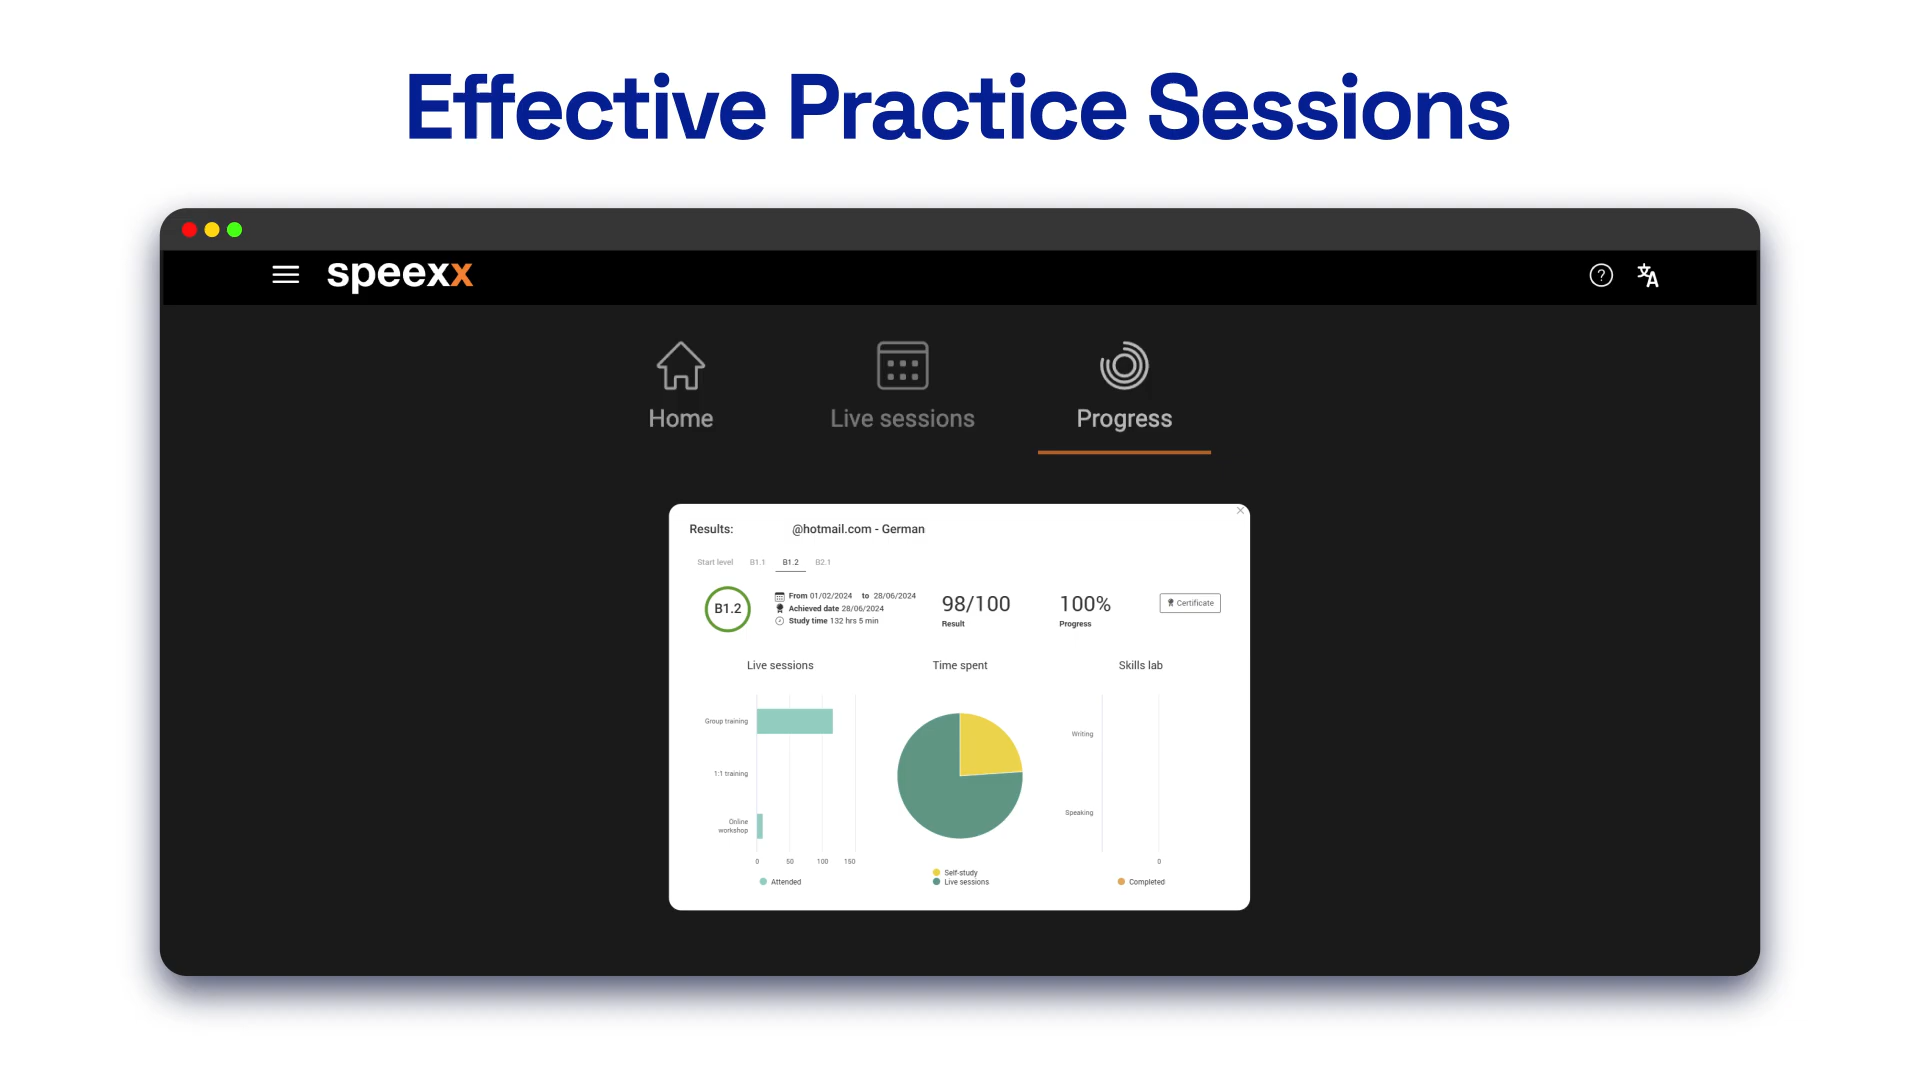 Effective Practice Sessions
speexx
Home
Live sessions
Progress
Results: @hotmail.com - German
Start level B1.1 B1.2 B2.1
B1.2
From 01/02/2024 to 28/06/2024
Achieved date 28/06/2024
Study time 132 hrs 5 min
98/100
Result
100%
Progress
Certificate
Live sessions
Group training
1:1 training
Online
workshop
0 50 100 150
Attended
Time spent
Self-study
Live sessions
Skills lab
Writing
Speaking
0
Completed